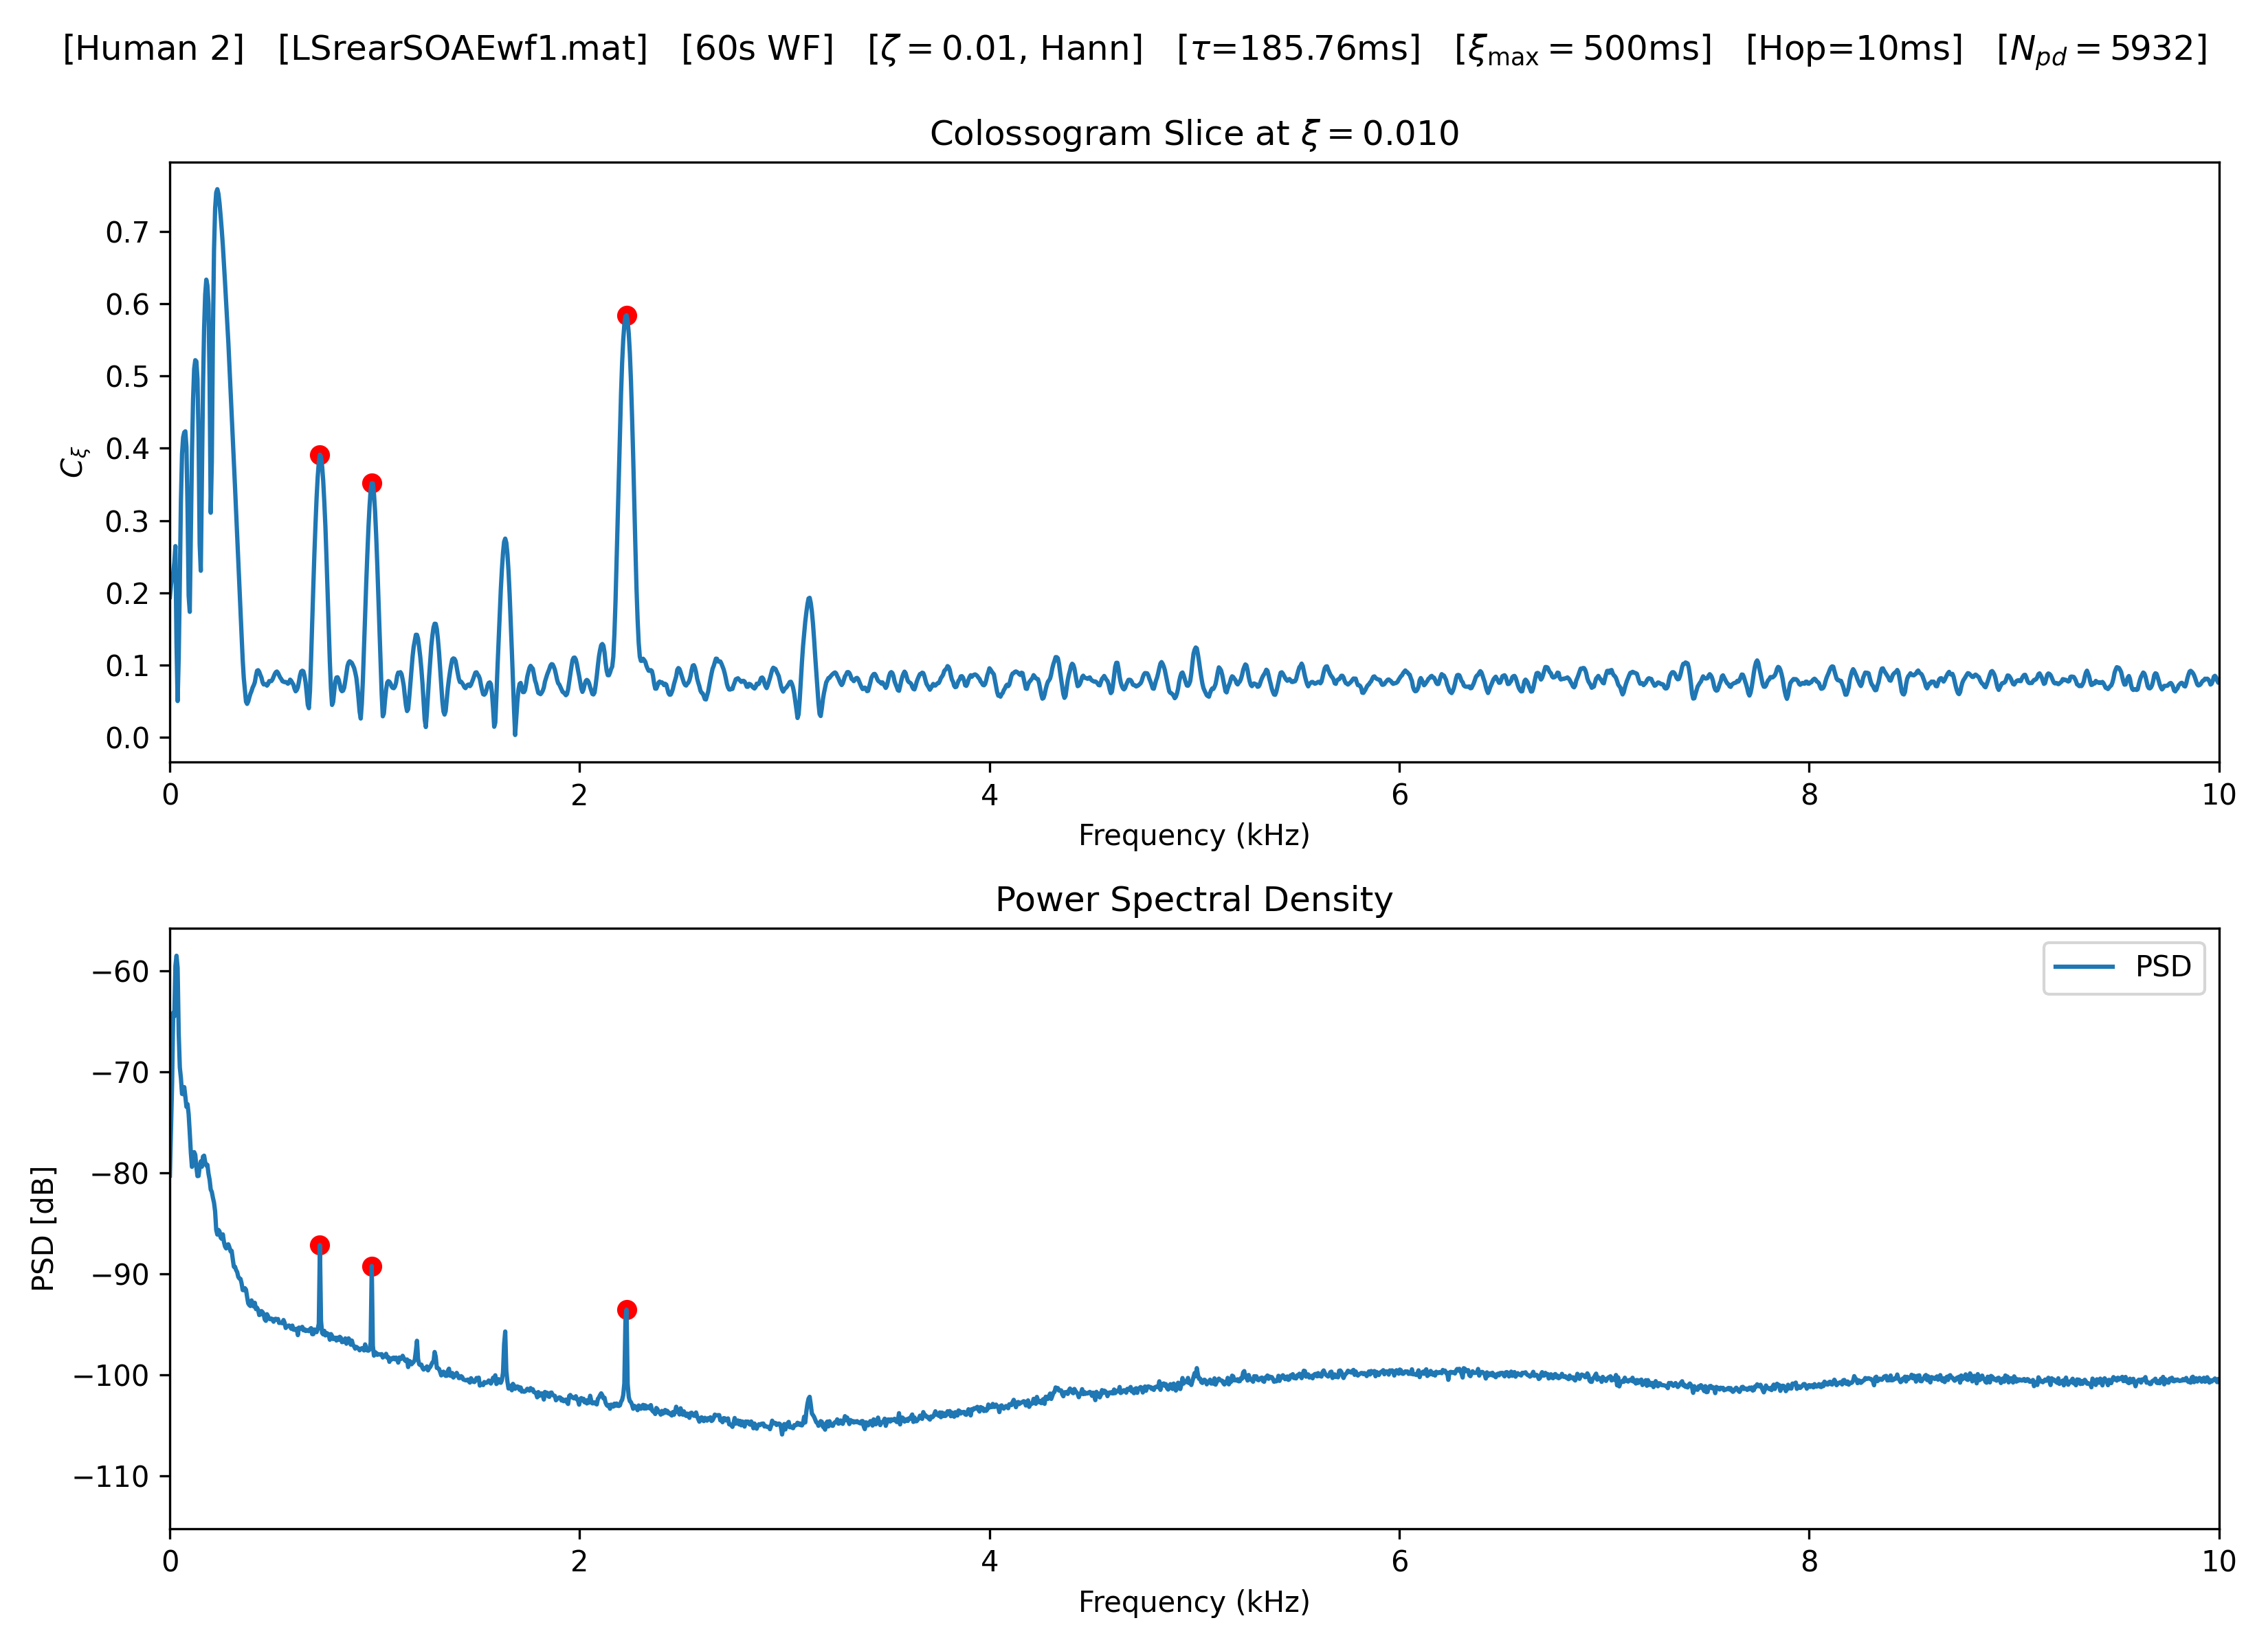 [Human 2] [LSrearSOAEwf1.mat] [60s WF] [ζ = 0.01, Hann] [τ=185.76ms] [ξmax = 500ms] [Hop=10ms] [Npd = 5932]
Colossogram Slice at ξ = 0.010
0.7
0.6
0.5
0.4
0.3
0.2
0.1
0.0
Cξ
0 2 4 6 8 10
Frequency (kHz)
Power Spectral Density
PSD
−60
−70
−80
−90
−100
−110
PSD [dB]
0 2 4 6 8 10
Frequency (kHz)